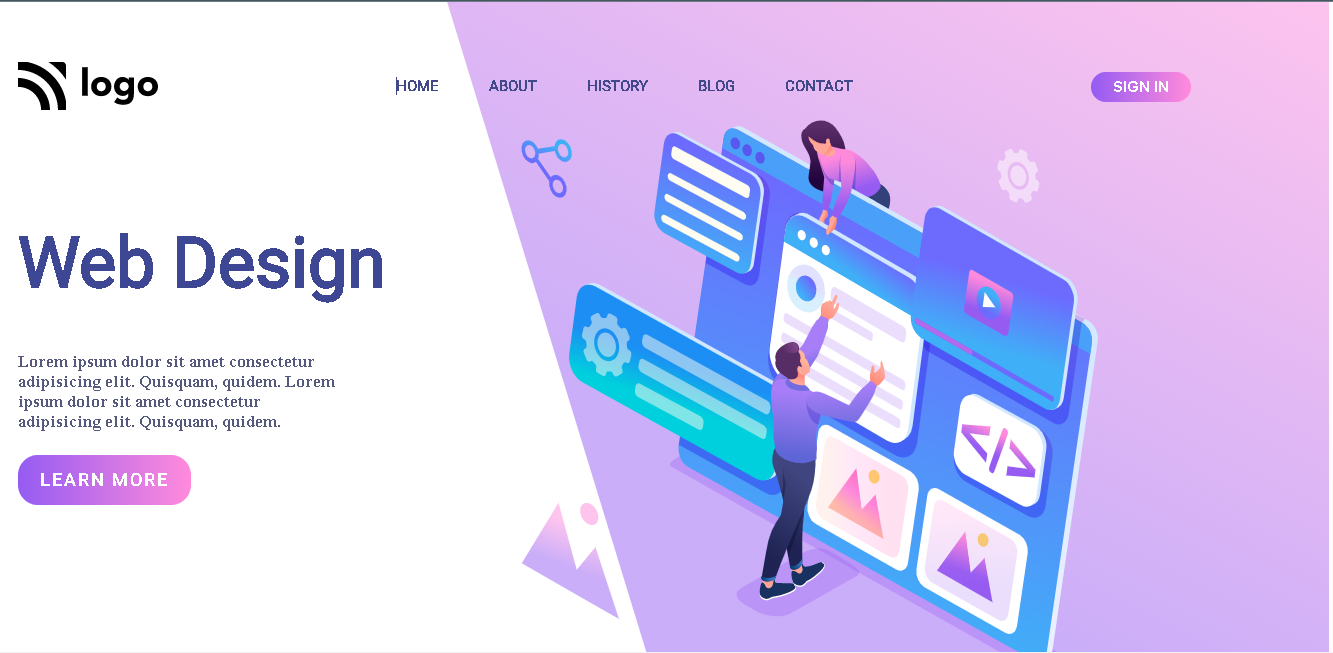 logo
HOME ABOUT HISTORY BLOG CONTACT SIGN IN
Web Design
Lorem ipsum dolor sit amet consectetur
adipisicing elit. Quisquam, quidem. Lorem
ipsum dolor sit amet consectetur
adipisicing elit. Quisquam, quidem.
LEARN MORE